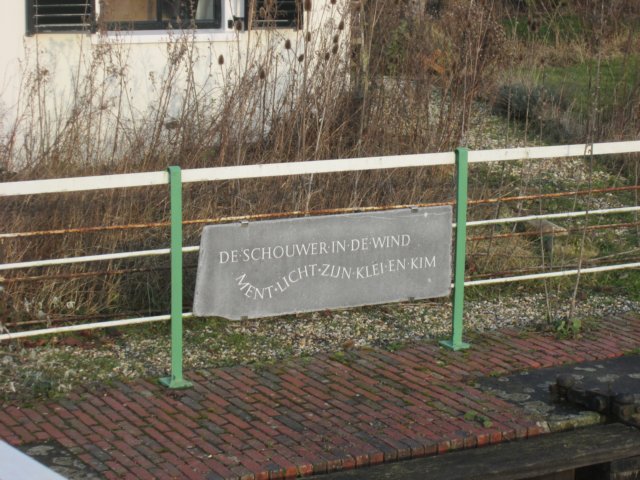 DE·SCHOUWER·IN·DE·WIND
MENT·LICHT·ZIJN·KLEI·EN·KIM